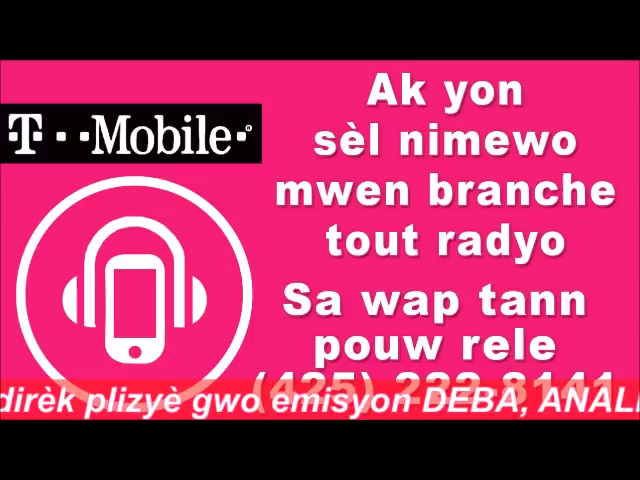 T··Mobile·®
Ak yon
sèl nimewo
mwen branche
tout radyo
Sa wap tann
pouw rele
(425) 232-8141
dirèk plizyè gwo emisyon DEBA, ANALI